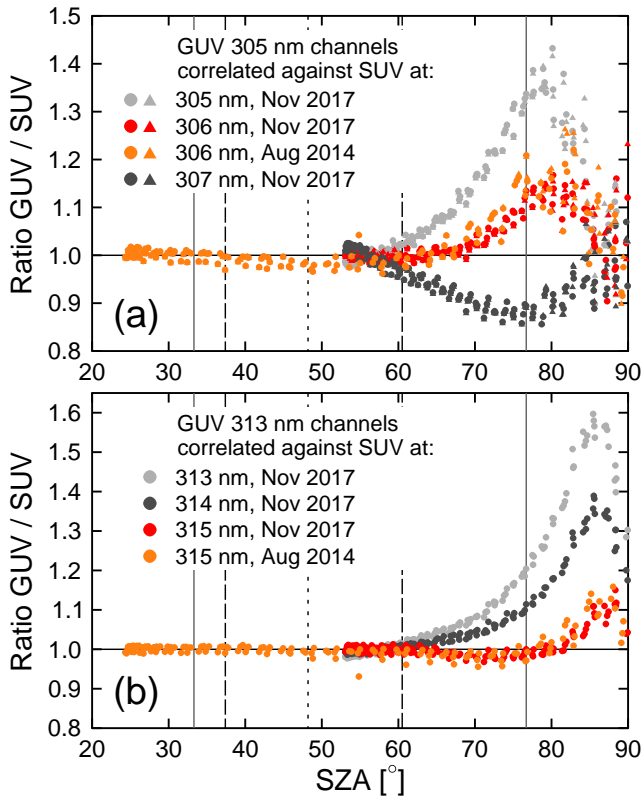 1.5
1.4
1.3
1.2
1.1
1.0
0.9
0.8
Ratio GUV / SUV
GUV 305 nm channels
correlated against SUV at:
305 nm, Nov 2017
306 nm, Nov 2017
306 nm, Aug 2014
307 nm, Nov 2017
(a)
20 30 40 50 60 70 80 90
1.6
1.5
1.4
1.3
1.2
1.1
1.0
0.9
0.8
Ratio GUV / SUV
GUV 313 nm channels
correlated against SUV at:
313 nm, Nov 2017
314 nm, Nov 2017
315 nm, Nov 2017
315 nm, Aug 2014
(b)
20 30 40 50 60 70 80 90
SZA [°]